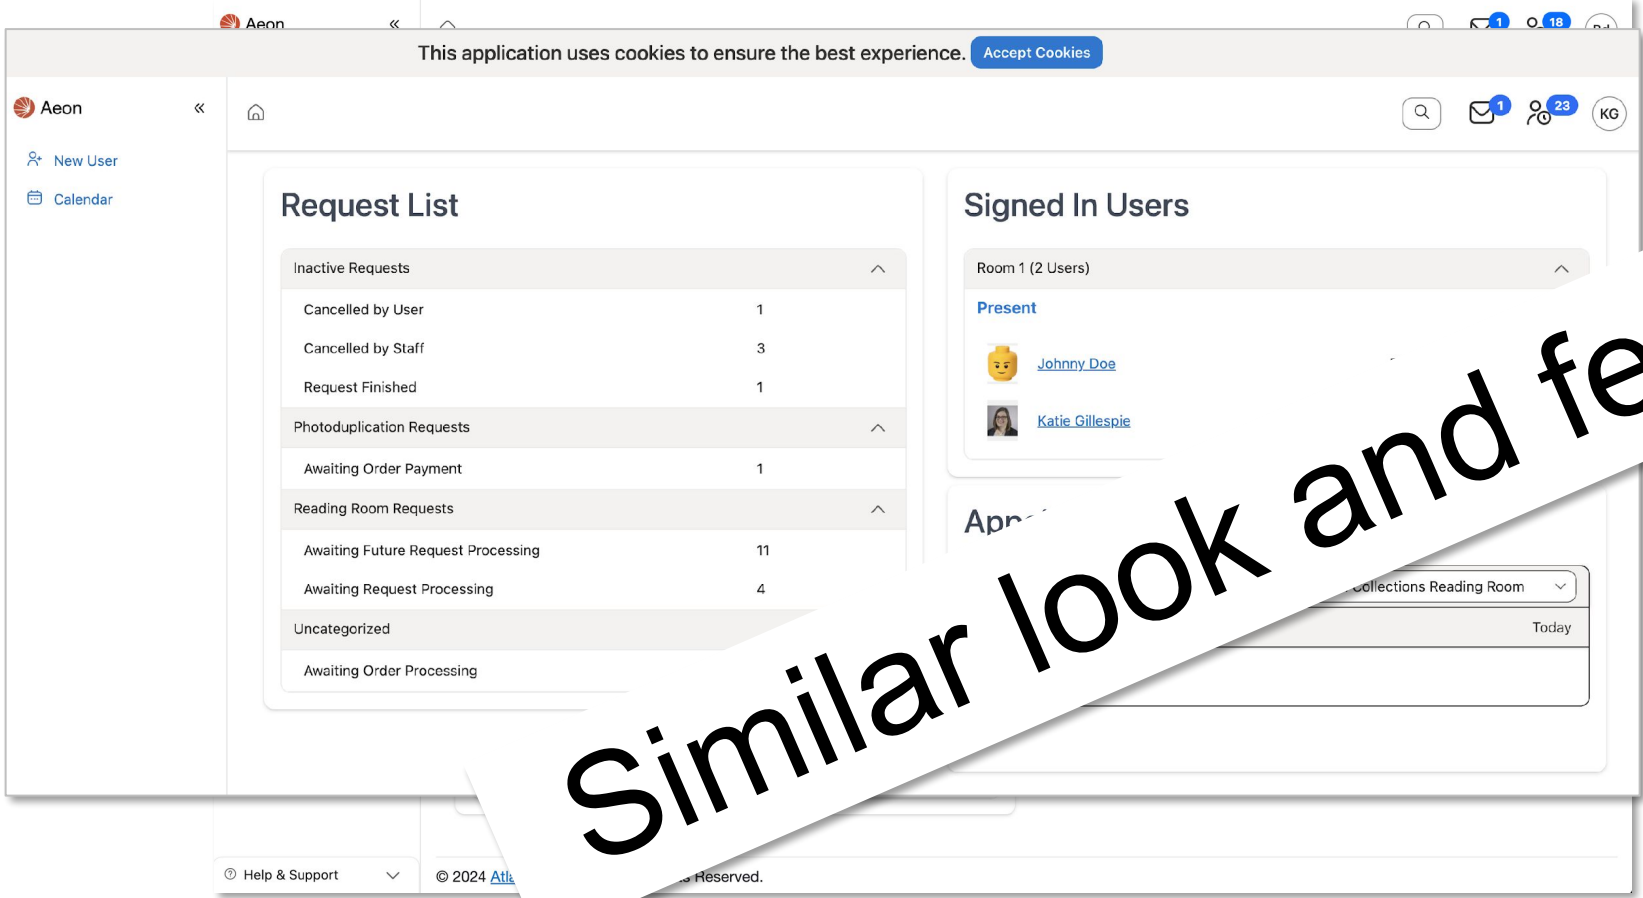 Aeon
1
18
This application uses cookies to ensure the best experience.
Accept Cookies
Aeon
1
23
KG
New User
Calendar
Request List
Inactive Requests
Cancelled by User 1
Cancelled by Staff 3
Request Finished 1
Photoduplication Requests
Awaiting Order Payment 1
Reading Room Requests
Awaiting Future Request Processing 11
Awaiting Request Processing 4
Uncategorized
Awaiting Order Processing
Signed In Users
Room 1 (2 Users)
Present
Johnny Doe
Katie Gillespie
Collections Reading Room
Today
Similar look and fe
Help & Support
© 2024 Reserved.